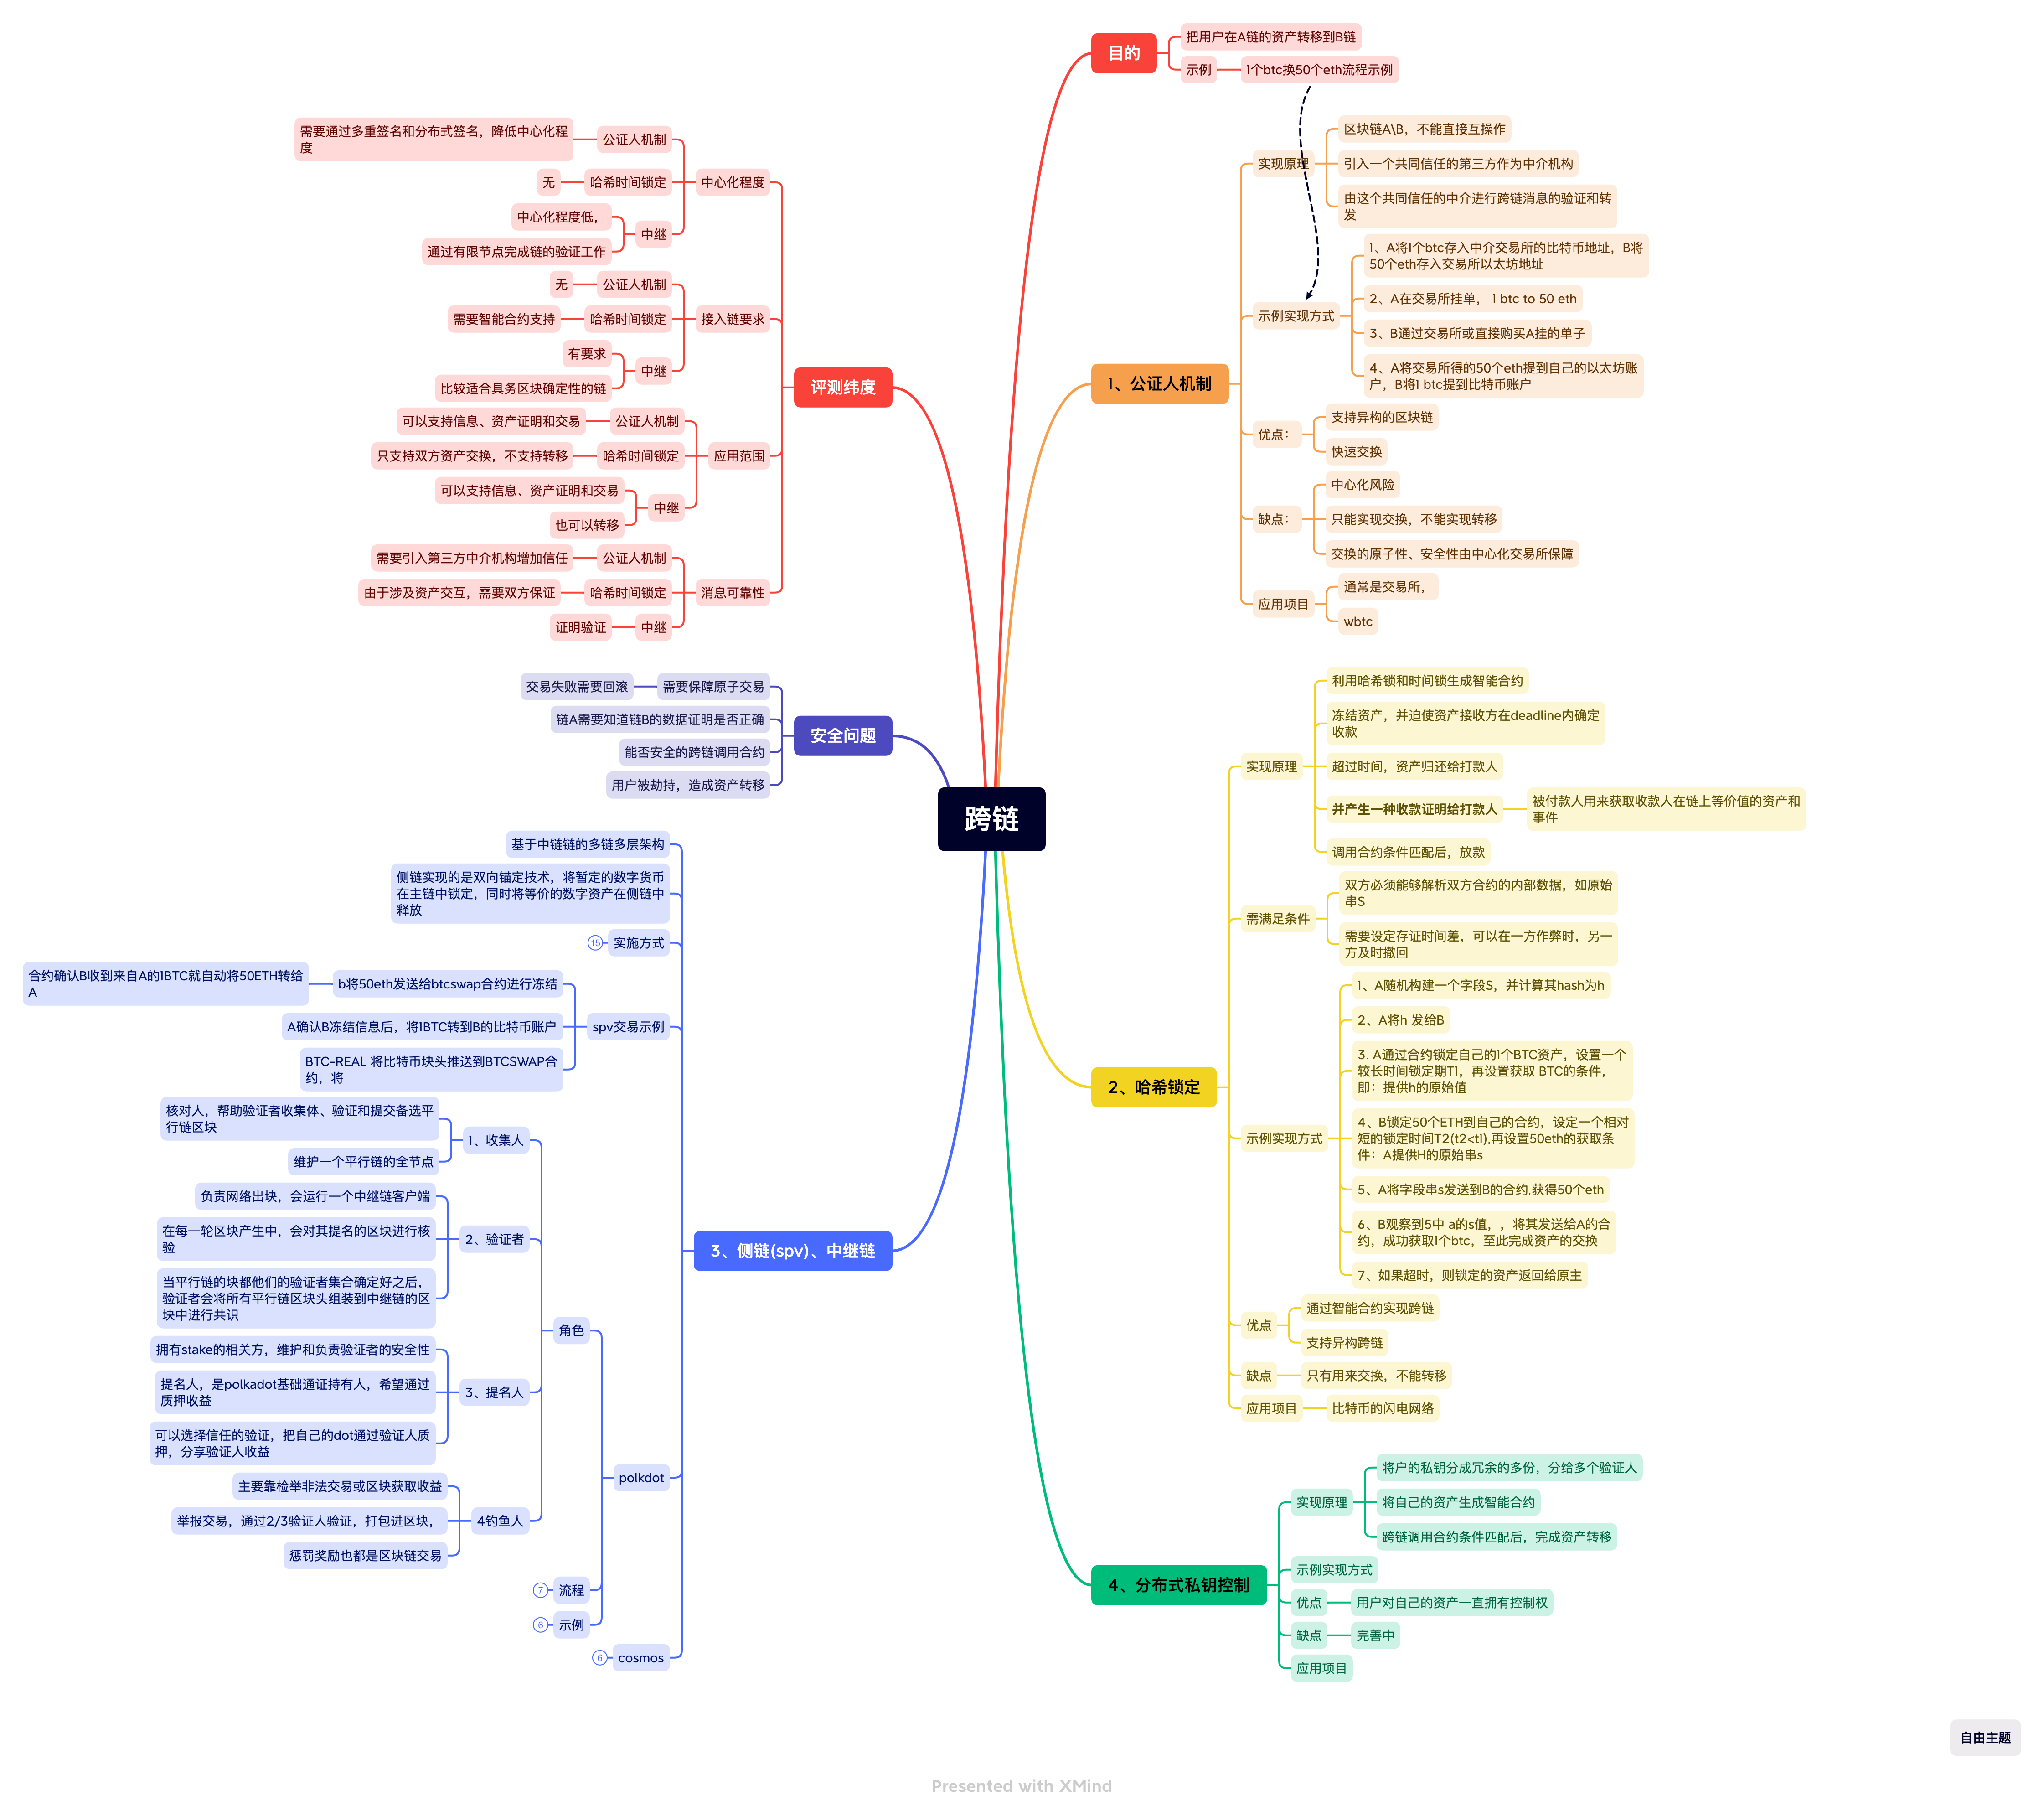 跨链
目的
把用户在A链的资产转移到B链
示例
1个btc换50个eth流程示例
1、公证人机制
实现原理
区块链A\B，不能直接互操作
引入一个共同信任的第三方作为中介机构
由这个共同信任的中介进行跨链消息的验证和转
发
示例实现方式
1、A将1个btc存入中介交易所的比特币地址，B将
50个eth存入交易所以太坊地址
2、A在交易所挂单， 1 btc to 50 eth
3、B通过交易所或直接购买A挂的单子
4、A将交易所得的50个eth提到自己的以太坊账
户，B将1 btc提到比特币账户
优点：
支持异构的区块链
快速交换
缺点：
中心化风险
只能实现交换，不能实现转移
交换的原子性、安全性由中心化交易所保障
应用项目
通常是交易所，
wbtc
2、哈希锁定
实现原理
利用哈希锁和时间锁生成智能合约
冻结资产，并迫使资产接收方在deadline内确定
收款
超过时间，资产归还给打款人
并产生一种收款证明给打款人
被付款人用来获取收款人在链上等价值的资产和
事件
调用合约条件匹配后，放款
需满足条件
双方必须能够解析双方合约的内部数据，如原始
串S
需要设定存证时间差，可以在一方作弊时，另一
方及时撤回
示例实现方式
1、A随机构建一个字段S，并计算其hash为h
2、A将h 发给B
3. A通过合约锁定自己的1个BTC资产，设置一个
较长时间锁定期T1，再设置获取 BTC的条件，
即：提供h的原始值
4、B锁定50个ETH到自己的合约，设定一个相对
短的锁定时间T2(t2<t1),再设置50eth的获取条
件：A提供H的原始串s
5、A将字段串s发送到B的合约,获得50个eth
6、B观察到5中 a的s值，，将其发送给A的合
约，成功获取1个btc，至此完成资产的交换
7、如果超时，则锁定的资产返回给原主
优点
通过智能合约实现跨链
支持异构跨链
缺点
只有用来交换，不能转移
应用项目
比特币的闪电网络
4、分布式私钥控制
实现原理
将户的私钥分成冗余的多份，分给多个验证人
将自己的资产生成智能合约
跨链调用合约条件匹配后，完成资产转移
示例实现方式
优点
用户对自己的资产一直拥有控制权
缺点
完善中
应用项目
评测纬度
中心化程度
公证人机制
需要通过多重签名和分布式签名，降低中心化程
度
哈希时间锁定
无
中继
中心化程度低，
通过有限节点完成链的验证工作
接入链要求
公证人机制
无
哈希时间锁定
需要智能合约支持
中继
有要求
比较适合具务区块确定性的链
应用范围
公证人机制
可以支持信息、资产证明和交易
哈希时间锁定
只支持双方资产交换，不支持转移
中继
可以支持信息、资产证明和交易
也可以转移
消息可靠性
公证人机制
需要引入第三方中介机构增加信任
哈希时间锁定
由于涉及资产交互，需要双方保证
中继
证明验证
安全问题
需要保障原子交易
交易失败需要回滚
链A需要知道链B的数据证明是否正确
能否安全的跨链调用合约
用户被劫持，造成资产转移
3、侧链(spv)、中继链
基于中链链的多链多层架构
侧链实现的是双向锚定技术，将暂定的数字货币
在主链中锁定，同时将等价的数字资产在侧链中
释放
实施方式
15
spv交易示例
b将50eth发送给btcswap合约进行冻结
合约确认B收到来自A的1BTC就自动将50ETH转给
A
A确认B冻结信息后，将1BTC转到B的比特币账户
BTC-REAL 将比特币块头推送到BTCSWAP合
约，将
polkdot
角色
1、收集人
核对人，帮助验证者收集体、验证和提交备选平
行链区块
维护一个平行链的全节点
2、验证者
负责网络出块，会运行一个中继链客户端
在每一轮区块产生中，会对其提名的区块进行核
验
当平行链的块都他们的验证者集合确定好之后，
验证者会将所有平行链区块头组装到中继链的区
块中进行共识
3、提名人
拥有stake的相关方，维护和负责验证者的安全性
提名人，是polkadot基础通证持有人，希望通过
质押收益
可以选择信任的验证，把自己的dot通过验证人质
押，分享验证人收益
4钓鱼人
主要靠检举非法交易或区块获取收益
举报交易，通过2/3验证人验证，打包进区块，
惩罚奖励也都是区块链交易
流程
7
示例
6
cosmos
6
自由主题
Presented with XMind